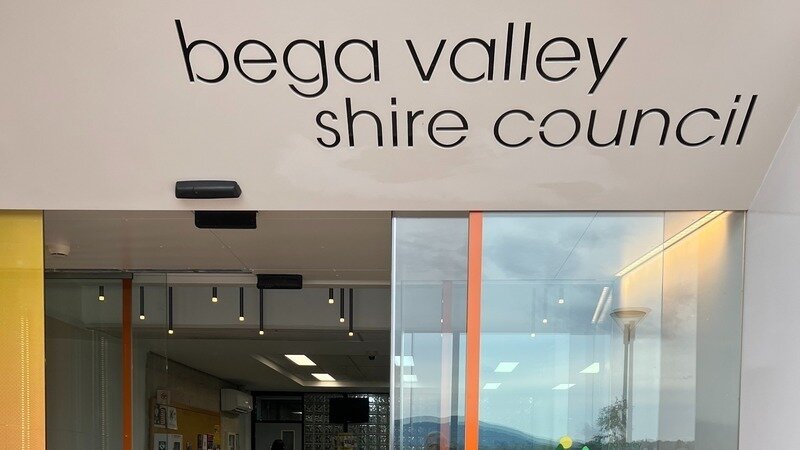 bega valley
shire council